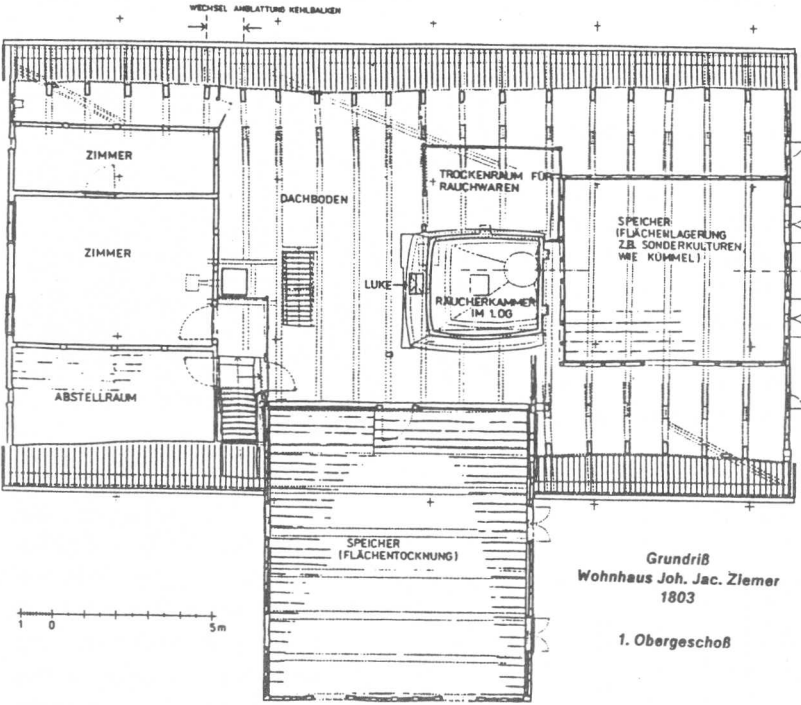 WECHSEL ANBLATTUNG KEHLBALKEN
ZIMMER
TROCKENRAUM FÜR
RAUCHWAREN
DACHBODEN
SPEICHER
(FLÄCHENLAGERUNG
Z.B. SONDERKULTUREN,
WIE KÜMMEL)
ZIMMER
LUKE
RÄUCHERKAMMER
IM 1.OG
ABSTELLRAUM
SPEICHER
(FLÄCHENTOCKNUNG)
Grundriß
Wohnhaus Joh. Jac. Ziemer
1803
1 0 5m
1. Obergeschoß